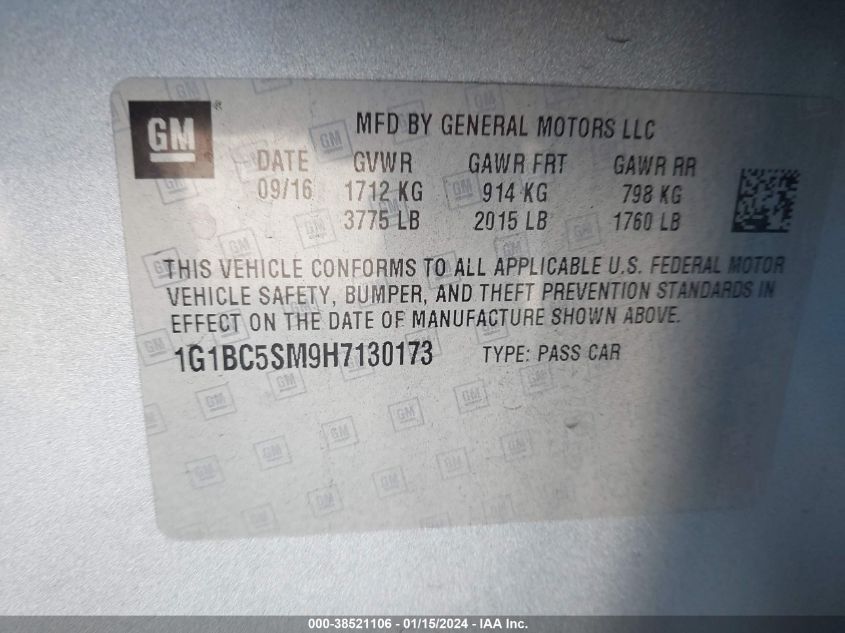 GM
®
MFD BY GENERAL MOTORS LLC
DATE GVWR GAWR FRT GAWR RR
09/16 1712 KG 914 KG 798 KG
3775 LB 2015 LB 1760 LB
THIS VEHICLE CONFORMS TO ALL APPLICABLE U.S. FEDERAL MOTOR
VEHICLE SAFETY, BUMPER, AND THEFT PREVENTION STANDARDS IN
EFFECT ON THE DATE OF MANUFACTURE SHOWN ABOVE.
1G1BC5SM9H7130173 TYPE: PASS CAR
000-38521106 - 01/15/2024 - IAA Inc.